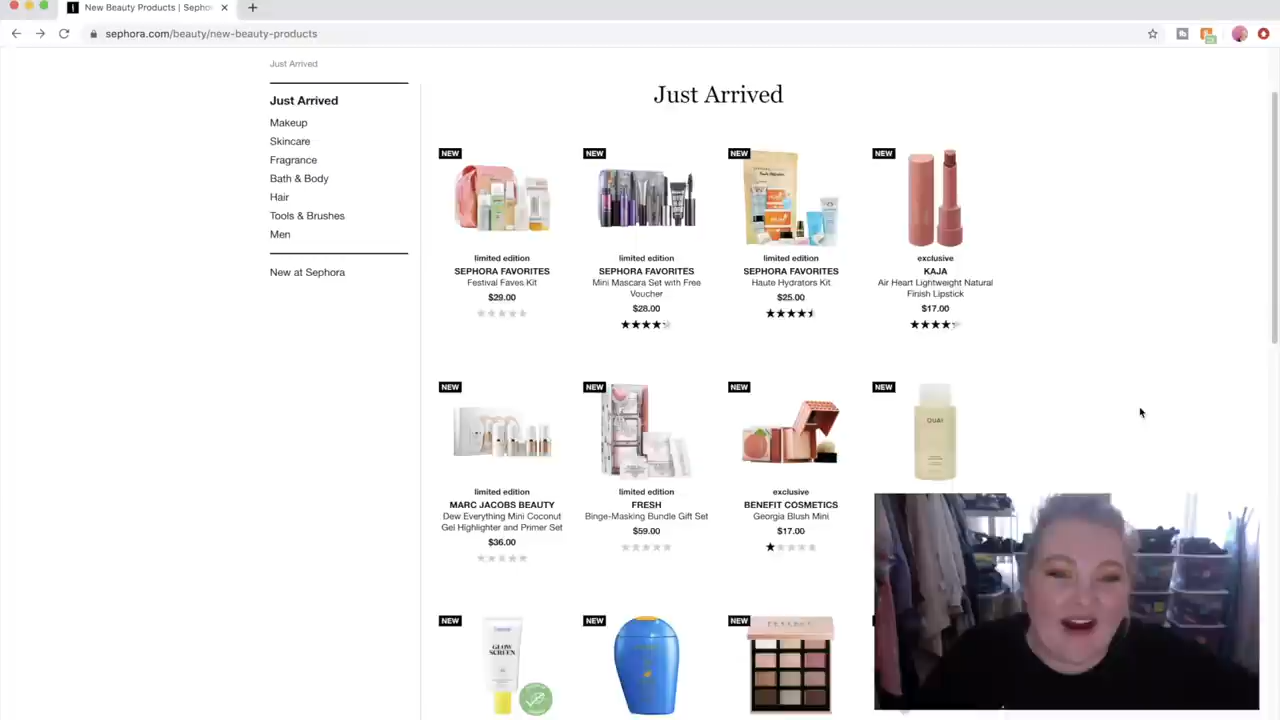 New Beauty Products | Sepho
sephora.com/beauty/new-beauty-products
Just Arrived
Just Arrived
Makeup
Skincare
Fragrance
Bath & Body
Hair
Tools & Brushes
Men
New at Sephora
Just Arrived
NEW
limited edition
SEPHORA FAVORITES
Festival Faves Kit
$29.00
NEW
limited edition
SEPHORA FAVORITES
Mini Mascara Set with Free
Voucher
$28.00
NEW
limited edition
SEPHORA FAVORITES
Haute Hydrators Kit
$25.00
NEW
exclusive
KAJA
Air Heart Lightweight Natural
Finish Lipstick
$17.00
NEW
limited edition
MARC JACOBS BEAUTY
Dew Everything Mini Coconut
Gel Highlighter and Primer Set
$36.00
NEW
limited edition
FRESH
Binge-Masking Bundle Gift Set
$59.00
NEW
exclusive
BENEFIT COSMETICS
Georgia Blush Mini
$17.00
NEW
OUAI
NEW
GLOW
SCREEN
NEW
NEW